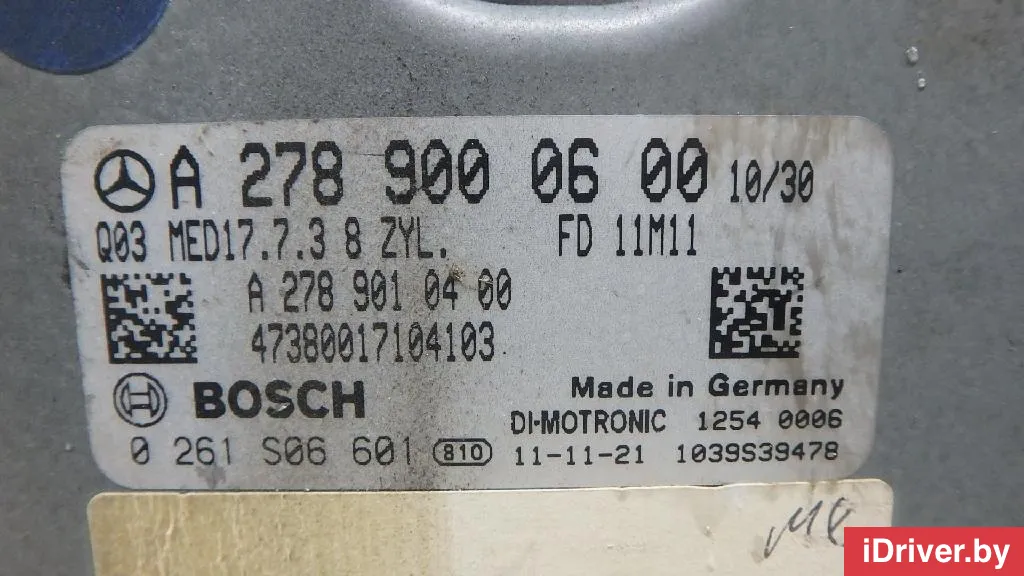 A 278 900 06 00 10/30
Q03 MED17.7.3 8 ZYL. FD 11M11
A 278 901 04 00
47380017104103
BOSCH Made in Germany
DI-MOTRONIC 1254 0006
0 261 S06 601 810 11-11-21 1039S39478
iDriver.by